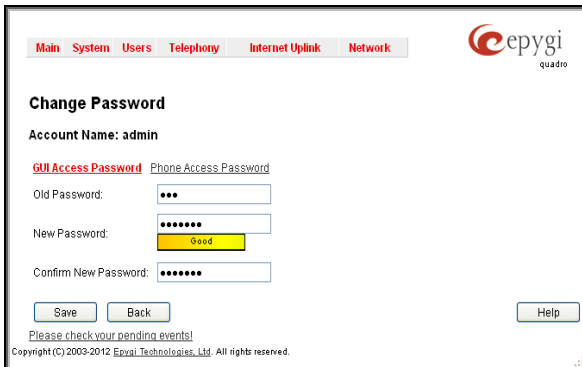 Main System Users Telephony Internet Uplink Network
epygi
quadro
Change Password
Account Name: admin
GUI Access Password Phone Access Password
Old Password: •••
New Password: •••••••
Good
Confirm New Password: •••••••
Save Back Help
Please check your pending events!
Copyright (C) 2003-2012 Epygi Technologies, Ltd. All rights reserved.